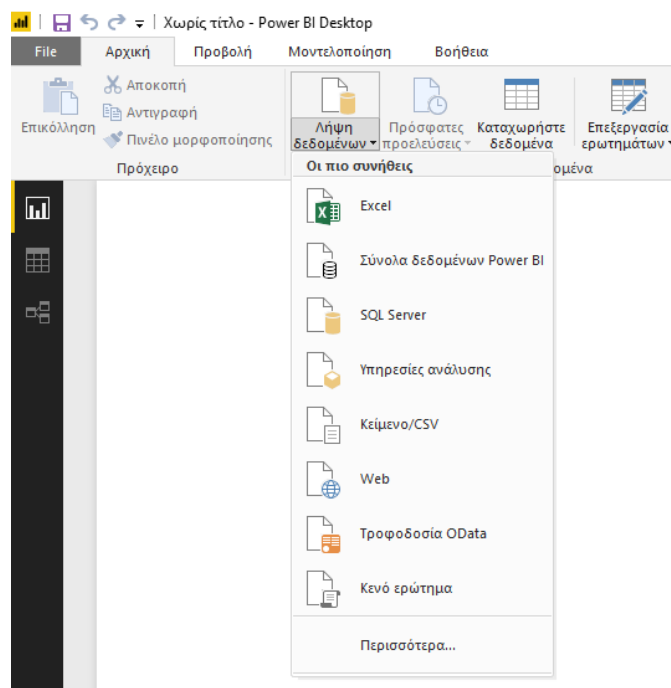 Χωρίς τίτλο - Power BI Desktop
File Αρχική Προβολή Μοντελοποίηση Βοήθεια
Επικόλληση
Αποκοπή
Αντιγραφή
Πινέλο μορφοποίησης
Πρόχειρο
Λήψη
δεδομένων
Πρόσφατες
προελεύσεις
Καταχωρήστε
δεδομένα
Επεξεργασία
ερωτημάτων
ομένα
Οι πιο συνήθεις
Excel
Σύνολα δεδομένων Power BI
SQL Server
Υπηρεσίες ανάλυσης
Κείμενο/CSV
Web
Τροφοδοσία OData
Κενό ερώτημα
Περισσότερα...